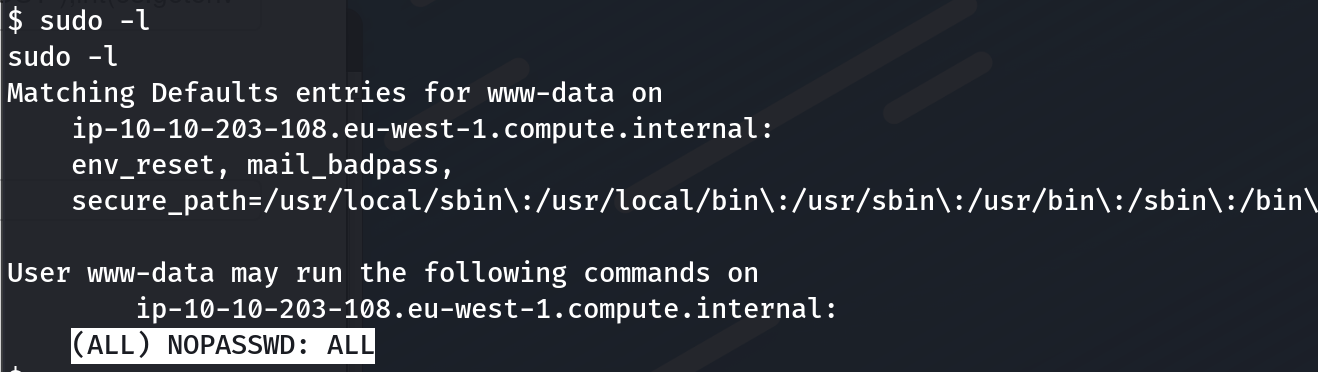 $ sudo -l
sudo -l
Matching Defaults entries for www-data on
    ip-10-10-203-108.eu-west-1.compute.internal:
    env_reset, mail_badpass,
    secure_path=/usr/local/sbin\:/usr/local/bin\:/usr/sbin\:/usr/bin\:/sbin\:/bin\
User www-data may run the following commands on
        ip-10-10-203-108.eu-west-1.compute.internal:
    (ALL) NOPASSWD: ALL